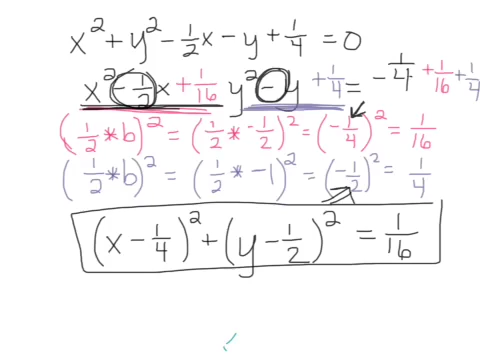 x² + y² - 1/2x - y + 1/4 = 0
x² - 1/2x + 1/16 y² - y + 1/4 = -1/4 + 1/16 + 1/4
(1/2 * b)² = (1/2 * -1/2)² = (-1/4)² = 1/16
(1/2 * b)² = (1/2 * -1)² = (-1/2)² = 1/4
(x - 1/4)² + (y - 1/2)² = 1/16